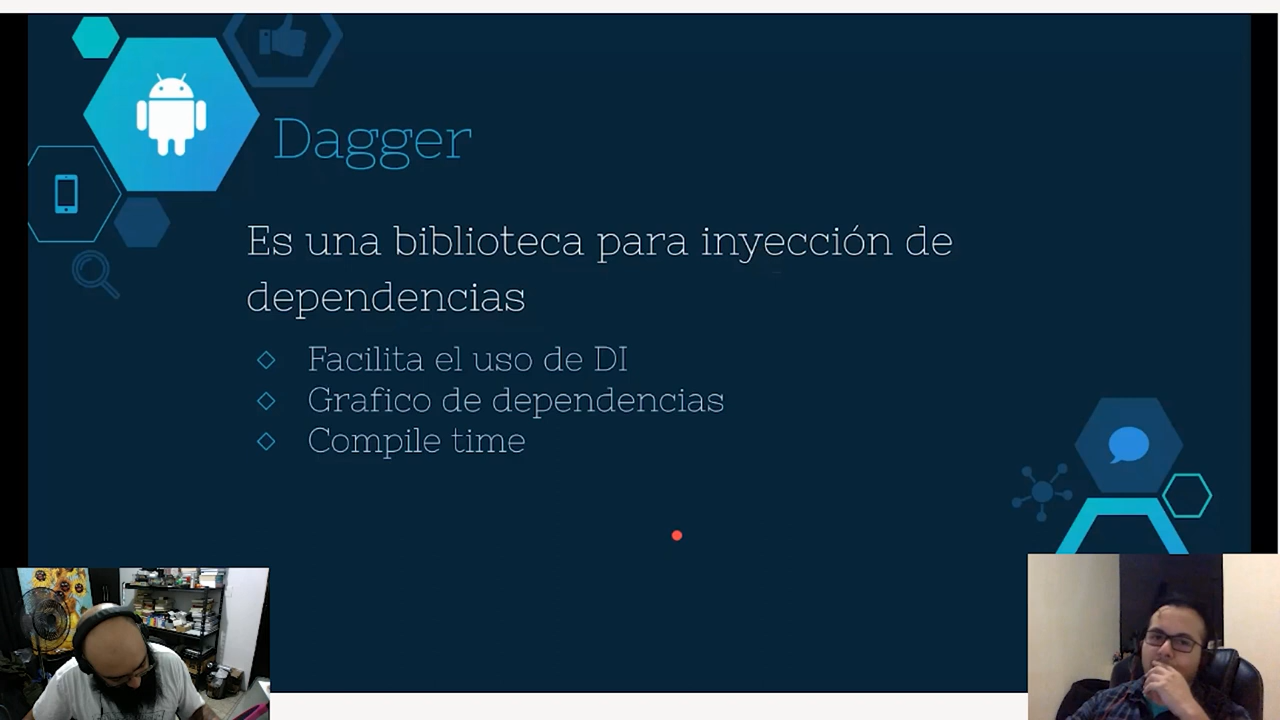 Dagger
Es una biblioteca para inyección de
dependencias
Facilita el uso de DI
Grafico de dependencias
Compile time